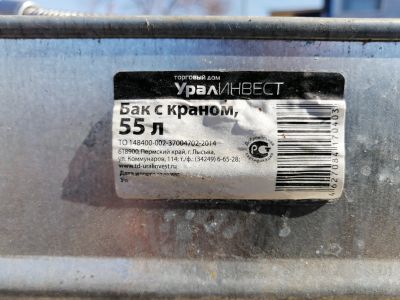 ТОРГОВЫЙ ДОМ
УралИНВЕСТ
Бак с краном,
55 л
ТО 148400-002-37004702-2014
618900 Пермский край, г. Лысьва,
ул. Коммунаров, 114; т./ф.: (34249) 6-65-28;
www.td-uralinvest.ru